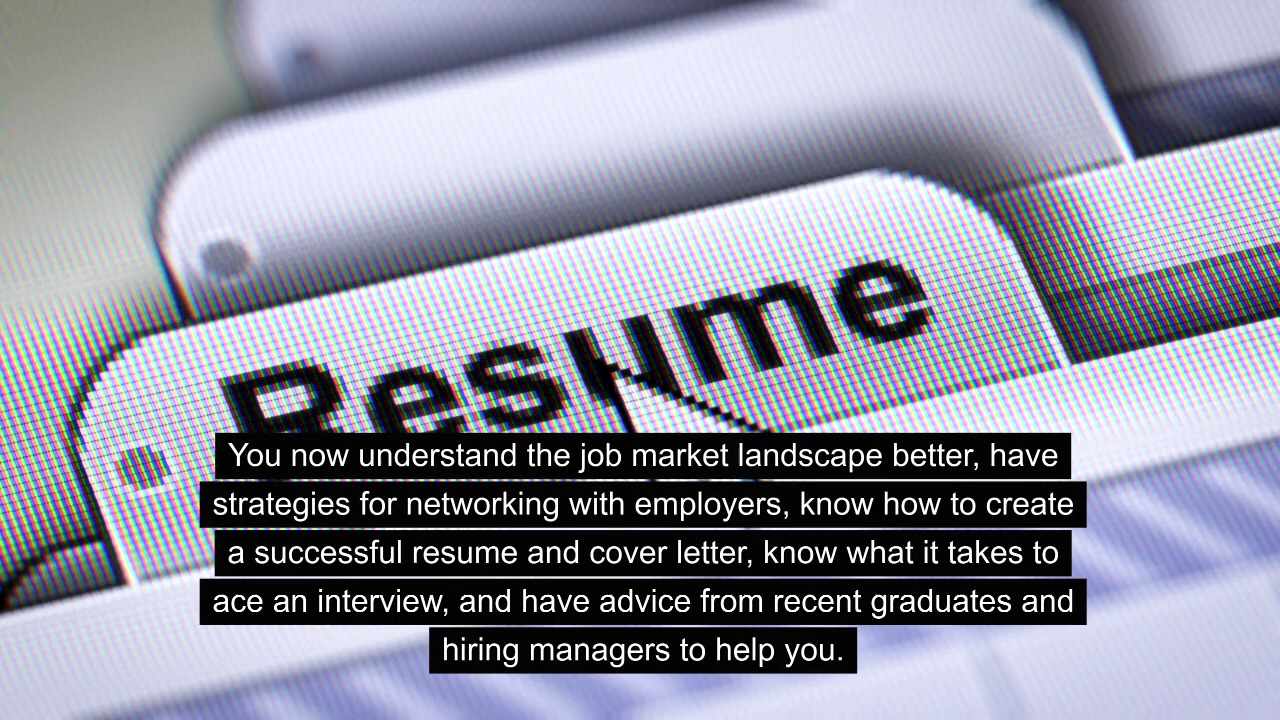 Resume
You now understand the job market landscape better, have
strategies for networking with employers, know how to create
a successful resume and cover letter, know what it takes to
ace an interview, and have advice from recent graduates and
hiring managers to help you.